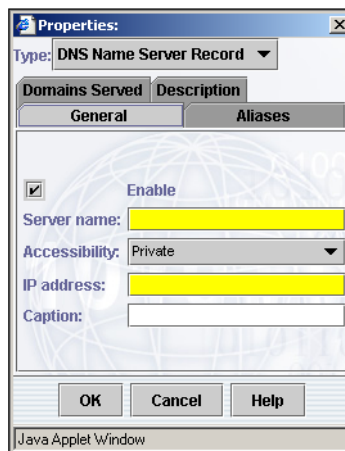 Properties:
Type: DNS Name Server Record
Domains Served Description
General Aliases
Enable
Server name:
Accessibility: Private
IP address:
Caption:
OK Cancel Help
Java Applet Window